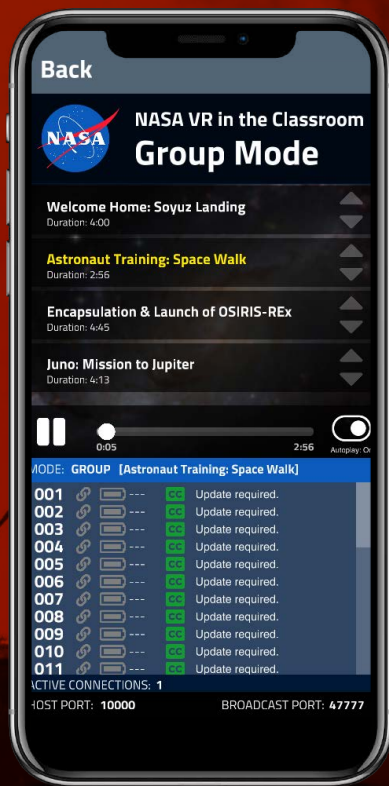 Back
NASA
NASA VR in the Classroom
Group Mode
Welcome Home: Soyuz Landing
Duration: 4:00
Astronaut Training: Space Walk
Duration: 2:56
Encapsulation & Launch of OSIRIS-REx
Duration: 4:45
Juno: Mission to Jupiter
Duration: 4:13
0:05 2:56 Autoplay: On
MODE: GROUP [Astronaut Training: Space Walk]
001 --- CC Update required.
002 --- CC Update required.
003 --- CC Update required.
004 --- CC Update required.
005 --- CC Update required.
006 --- CC Update required.
007 --- CC Update required.
008 --- CC Update required.
009 --- CC Update required.
010 --- CC Update required.
011 --- CC Update required.
ACTIVE CONNECTIONS: 1
HOST PORT: 10000 BROADCAST PORT: 47777